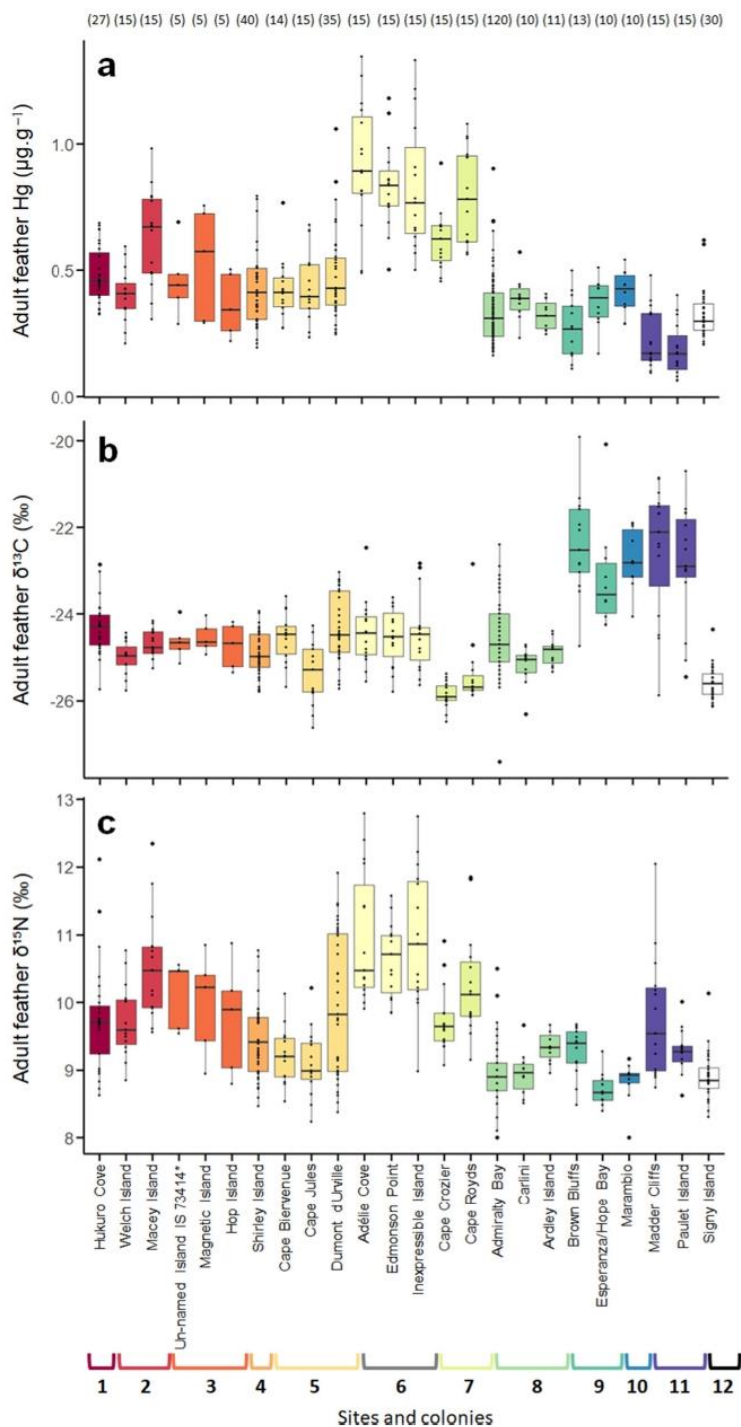 (27) (15) (15) (5) (5) (5) (40) (14) (15) (35) (15) (15) (15) (15) (15) (120) (10) (11) (13) (10) (10) (15) (15) (30)
a
Adult feather Hg (µg.g⁻¹)
1.0
0.5
0.0
b
Adult feather δ¹³C (‰)
-20
-22
-24
-26
c
Adult feather δ¹⁵N (‰)
13
12
11
10
9
8
Hukuro Cove
Welch Island
Macey Island
Un-named Island IS 73414*
Magnetic Island
Hop Island
Shirley Island
Cape Biervenue
Cape Jules
Dumont d'Urville
Adélie Cove
Edmonson Point
Inexpressible Island
Cape Crozier
Cape Royds
Admiralty Bay
Carlini
Ardley Island
Brown Bluffs
Esperanza/Hope Bay
Marambio
Madder Cliffs
Paulet Island
Signy Island
1 2 3 4 5 6 7 8 9 10 11 12
Sites and colonies